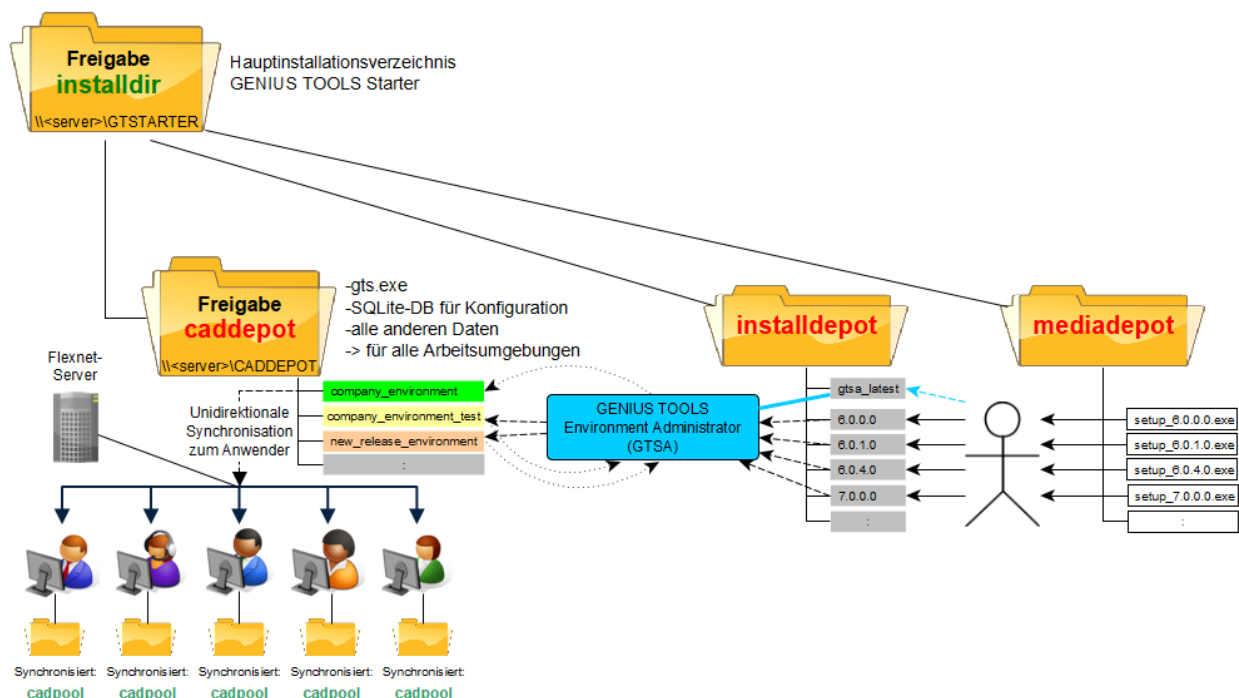 Freigabe
installdir
\\<server>\GTSTARTER
Hauptinstallationsverzeichnis
GENIUS TOOLS Starter
Freigabe
caddepot
\\<server>\CADDEPOT
-gts.exe
-SQLite-DB für Konfiguration
-alle anderen Daten
-> für alle Arbeitsumgebungen
installdepot
mediadepot
Flexnet-
Server
Unidirektionale
Synchronisation
zum Anwender
company_environment
company_environment_test
new_release_environment
:
GENIUS TOOLS
Environment Administrator
(GTSA)
gtsa_latest
6.0.0.0
6.0.1.0
6.0.4.0
7.0.0.0
:
setup_6.0.0.0.exe
setup_6.0.1.0.exe
setup_6.0.4.0.exe
setup_7.0.0.0.exe
:
Synchronisiert:
cadpool
Synchronisiert:
cadpool
Synchronisiert:
cadpool
Synchronisiert:
cadpool
Synchronisiert:
cadpool